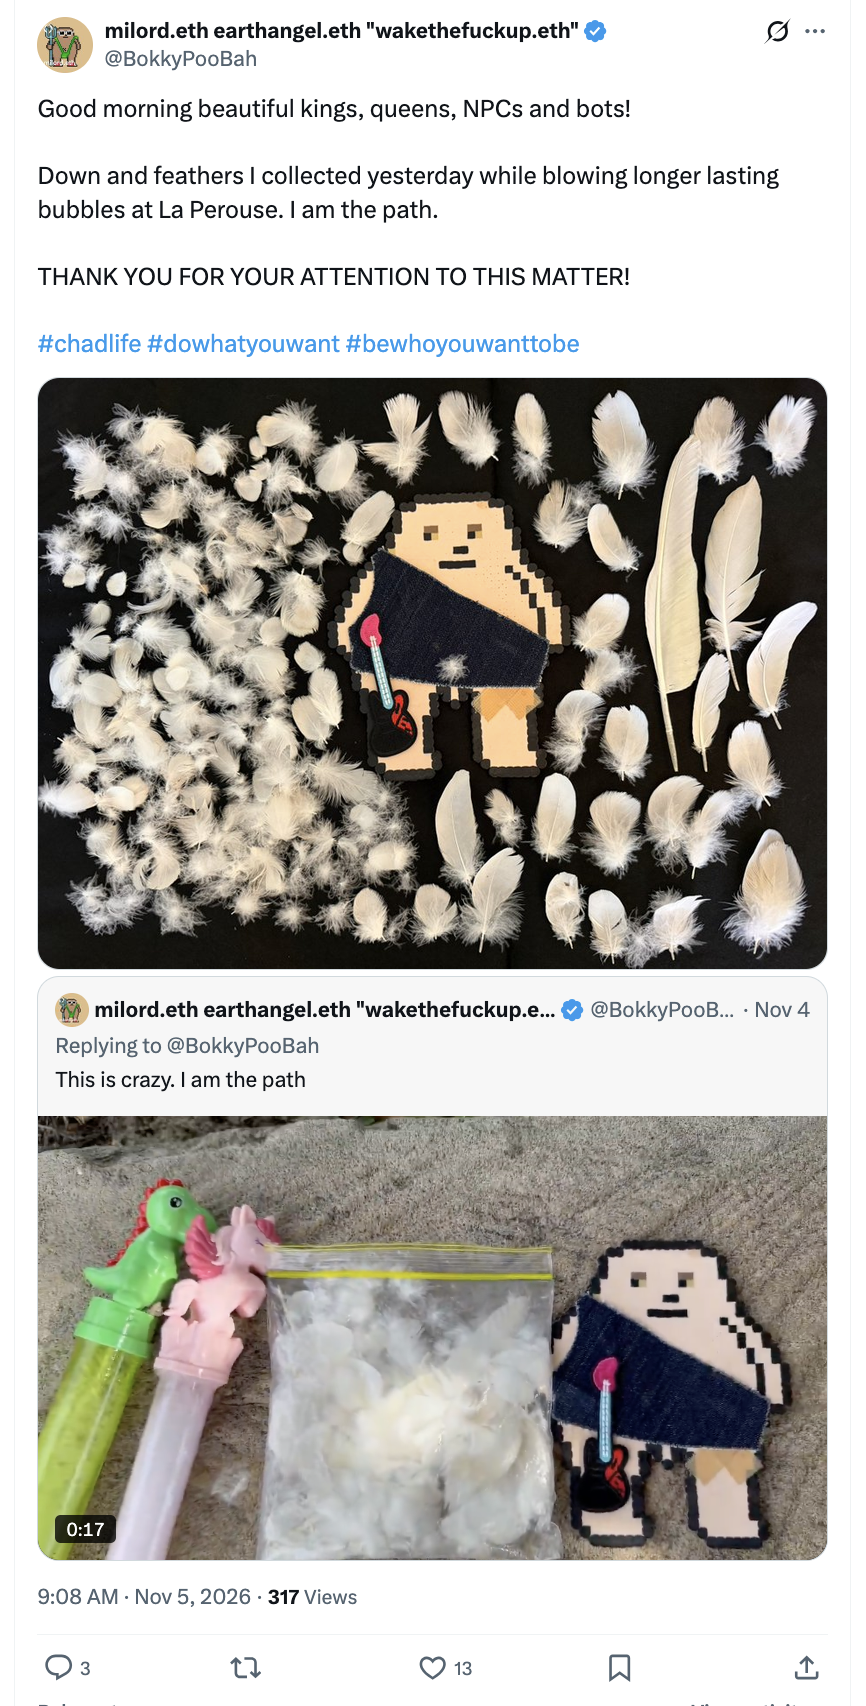 milord.eth earthangel.eth "wakethefuckup.eth"
@BokkyPooBah
Good morning beautiful kings, queens, NPCs and bots!
Down and feathers I collected yesterday while blowing longer lasting
bubbles at La Perouse. I am the path.
THANK YOU FOR YOUR ATTENTION TO THIS MATTER!
#chadlife #dowhatyouwant #bewhoyouwanttobe
milord.eth earthangel.eth "wakethefuckup.e... @BokkyPooB... · Nov 4
Replying to @BokkyPooBah
This is crazy. I am the path
0:17
9:08 AM · Nov 5, 2026 · 317 Views
3 13